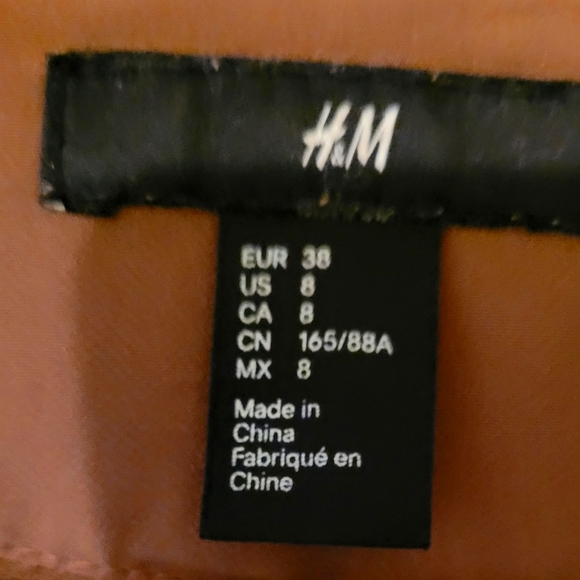 H&M
EUR 38
US 8
CA 8
CN 165/88A
MX 8
Made in
China
Fabriqué en
Chine